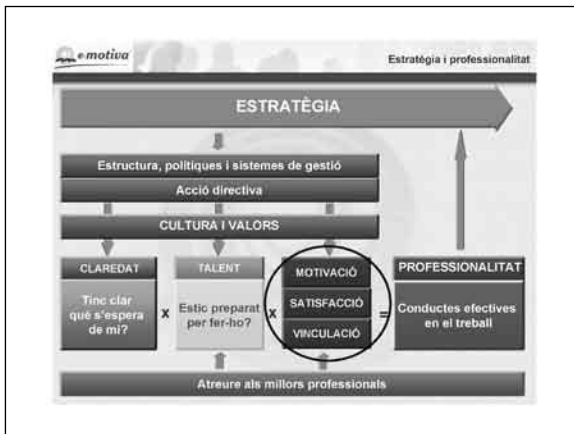 e·motiva
Estratègia i professionalitat
ESTRATÈGIA
Estructura, polítiques i sistemes de gestió
Acció directiva
CULTURA I VALORS
CLAREDAT
Tinc clar
què s'espera
de mi?
x
TALENT
Estic preparat
per fer-ho?
x
MOTIVACIÓ
SATISFACCIÓ
VINCULACIÓ
=
PROFESSIONALITAT
Conductes efectives
en el treball
Atreure als millors professionals